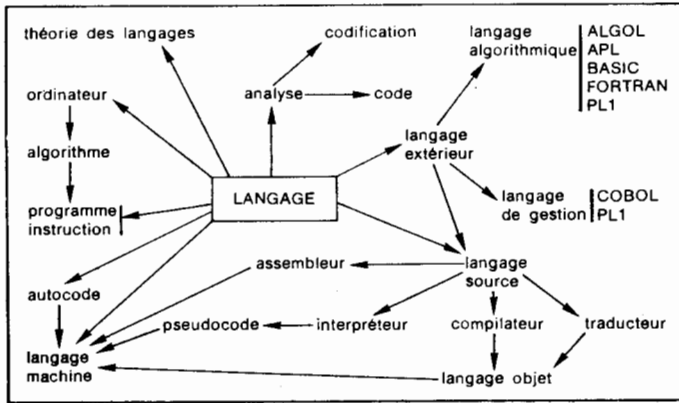 théorie des langages
codification
langage
algorithmique
ALGOL
APL
BASIC
FORTRAN
PL1
ordinateur
analyse
code
algorithme
langage
extérieur
programme
instruction
LANGAGE
langage
de gestion
COBOL
PL1
assembleur
langage
source
autocode
pseudocode
interpréteur
compilateur
traducteur
langage
machine
langage objet